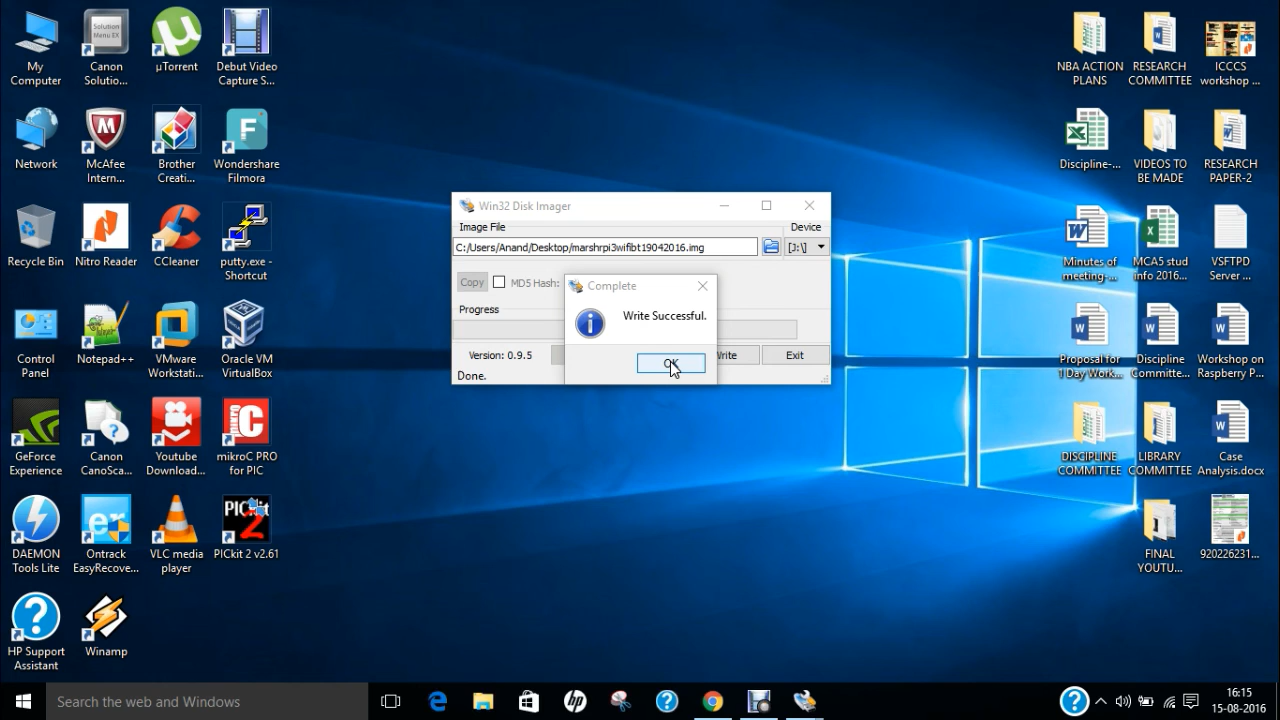 My
Computer
Solution
Menu EX
Canon
Solutio...
µTorrent
Debut Video
Capture S...
NBA ACTION
PLANS
RESEARCH
COMMITTEE
ICCCS
workshop ...
Network
McAfee
Intern...
Brother
Creati...
Wondershare
Filmora
Discipline-...
VIDEOS TO
BE MADE
RESEARCH
PAPER-2
Recycle Bin
Nitro Reader
CCleaner
putty.exe -
Shortcut
Minutes of
meeting-...
MCA5 stud
info 2016...
VSFTPD
Server ...
Control
Panel
Notepad++
VMware
Workstati...
Oracle VM
VirtualBox
Proposal for
1 Day Work...
Discipline
Committe...
Workshop on
Raspberry P...
GeForce
Experience
Canon
CanoSca...
Youtube
Download...
mikroC PRO
for PIC
DISCIPLINE
COMMITTEE
LIBRARY
COMMITTEE
Case
Analysis.docx
DAEMON
Tools Lite
Ontrack
EasyRecove...
VLC media
player
PICkit 2 v2.61
FINAL
YOUTU...
920226231...
HP Support
Assistant
Winamp
Win32 Disk Imager
Image File
Device
C:/Users/Anand/Desktop/marshrpi3wifibt19042016.img
[J:\]
Copy
MD5 Hash:
Progress
Version: 0.9.5
Write
Exit
Done.
Complete
Write Successful.
OK
Search the web and Windows
16:15
15-08-2016